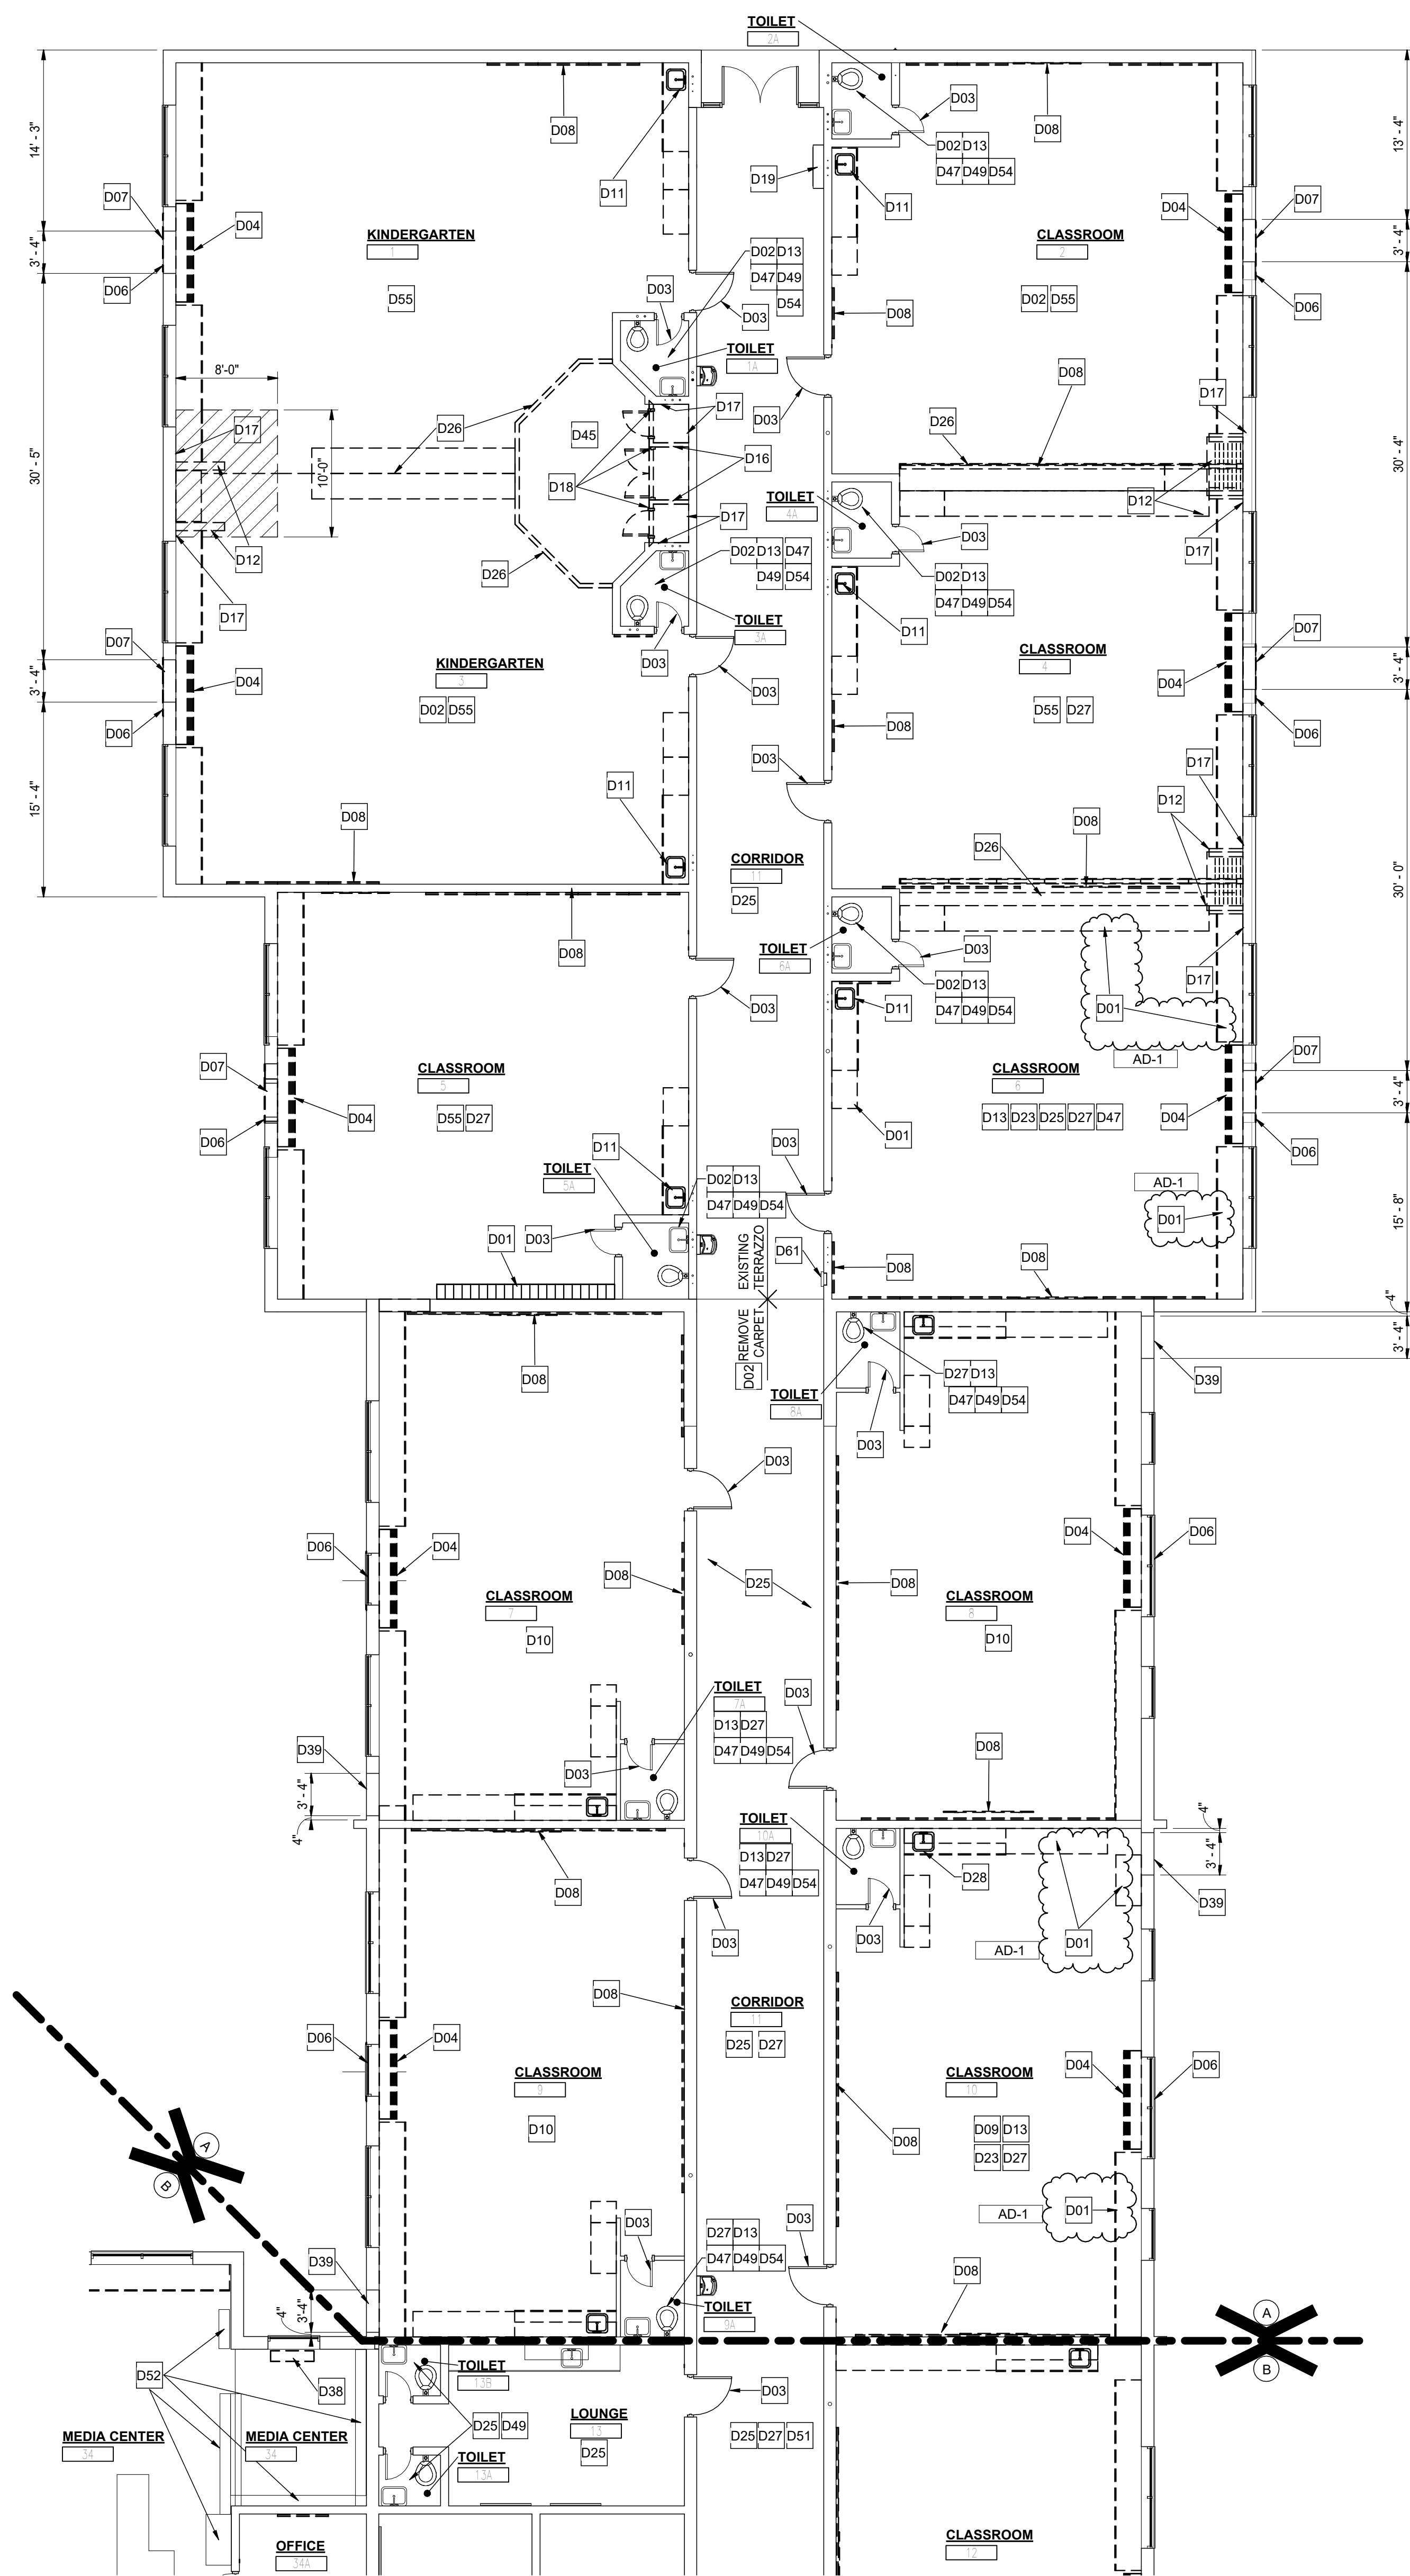 TOILET
2A
D03
D08
D08
D02 D13
D47 D49 D54
D19
D11
D11
14' - 3"
13' - 4"
D07
D04
3' - 4"
D06
KINDERGARTEN
1
D55
D02 D13
D47 D49
D54
D03
D03
CLASSROOM
2
D02 D55
D04
D07
3' - 4"
D06
D08
TOILET
1A
8'-0"
D17
D26
D45
D17
D16
D18
D03
D26
D08
D17
10'-0"
30' - 5"
30' - 4"
TOILET
4A
D17
D12
D03
D12
D17
D26
D17
D02 D13 D47
D49 D54
D02 D13
D47 D49 D54
TOILET
3A
D11
D03
D03
D07
D04
3' - 4"
D06
KINDERGARTEN
3
D02 D55
CLASSROOM
4
D55 D27
D04
D07
3' - 4"
D06
D08
D03
D17
D11
D12
15' - 4"
D08
D08
D26
CORRIDOR
11
D25
D08
D03
TOILET
6A
D03
D17
D02 D13
D47 D49 D54
D11
D01
AD-1
30' - 0"
CLASSROOM
5
D55 D27
D07
D04
D06
CLASSROOM
6
D13 D23 D25 D27 D47
D04
D07
3' - 4"
D06
D01
D03
D11
TOILET
5A
D02 D13
D47 D49 D54
AD-1
D01
15' - 8"
D03
D01
D61
D08
D08
D02 REMOVE EXISTING
CARPET TERRAZZO
4"
3' - 4"
D39
D08
D27 D13
D47 D49 D54
TOILET
8A
D03
D03
D06
D04
D08
D25
D08
D04
D06
CLASSROOM
7
D10
CLASSROOM
8
D10
TOILET
7A
D13 D27
D47 D49 D54
D03
D39
3' - 4"
4"
D03
D08
TOILET
10A
D13 D27
D47 D49 D54
4"
3' - 4"
D39
D08
D28
D03
D03
D01
AD-1
D08
CORRIDOR
11
D25 D27
D06
D04
D04
D06
CLASSROOM
9
D10
CLASSROOM
10
D09 D13
D23 D27
D08
A
B
AD-1
D01
D03
D27 D13
D47 D49 D54
D03
D39
3'-4"
4"
D08
TOILET
9A
A
B
D52
D38
TOILET
13B
D03
MEDIA CENTER
34
MEDIA CENTER
34
D25 D49
LOUNGE
13
D25
D25 D27 D51
TOILET
13A
OFFICE
34A
CLASSROOM
12